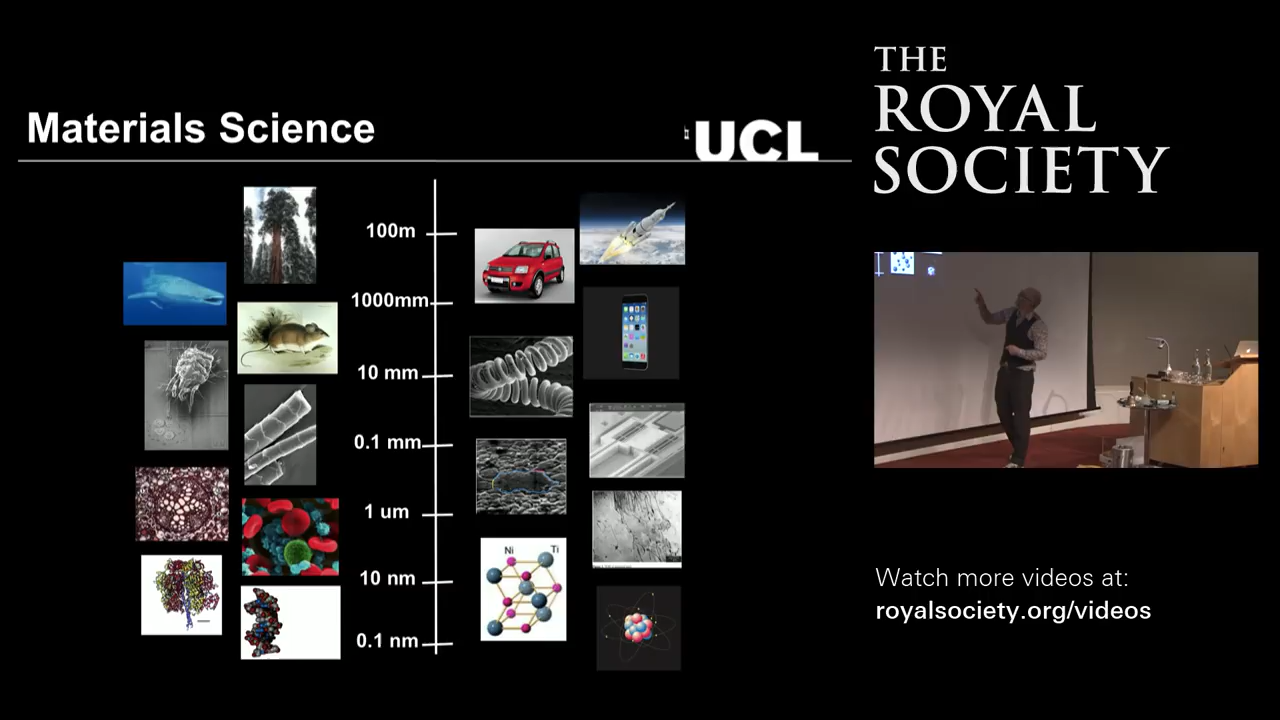 Materials Science
UCL
100m
1000mm
10 mm
0.1 mm
1 um
10 nm
0.1 nm
Ni
Ti
THE
ROYAL
SOCIETY
Watch more videos at:
royalsociety.org/videos